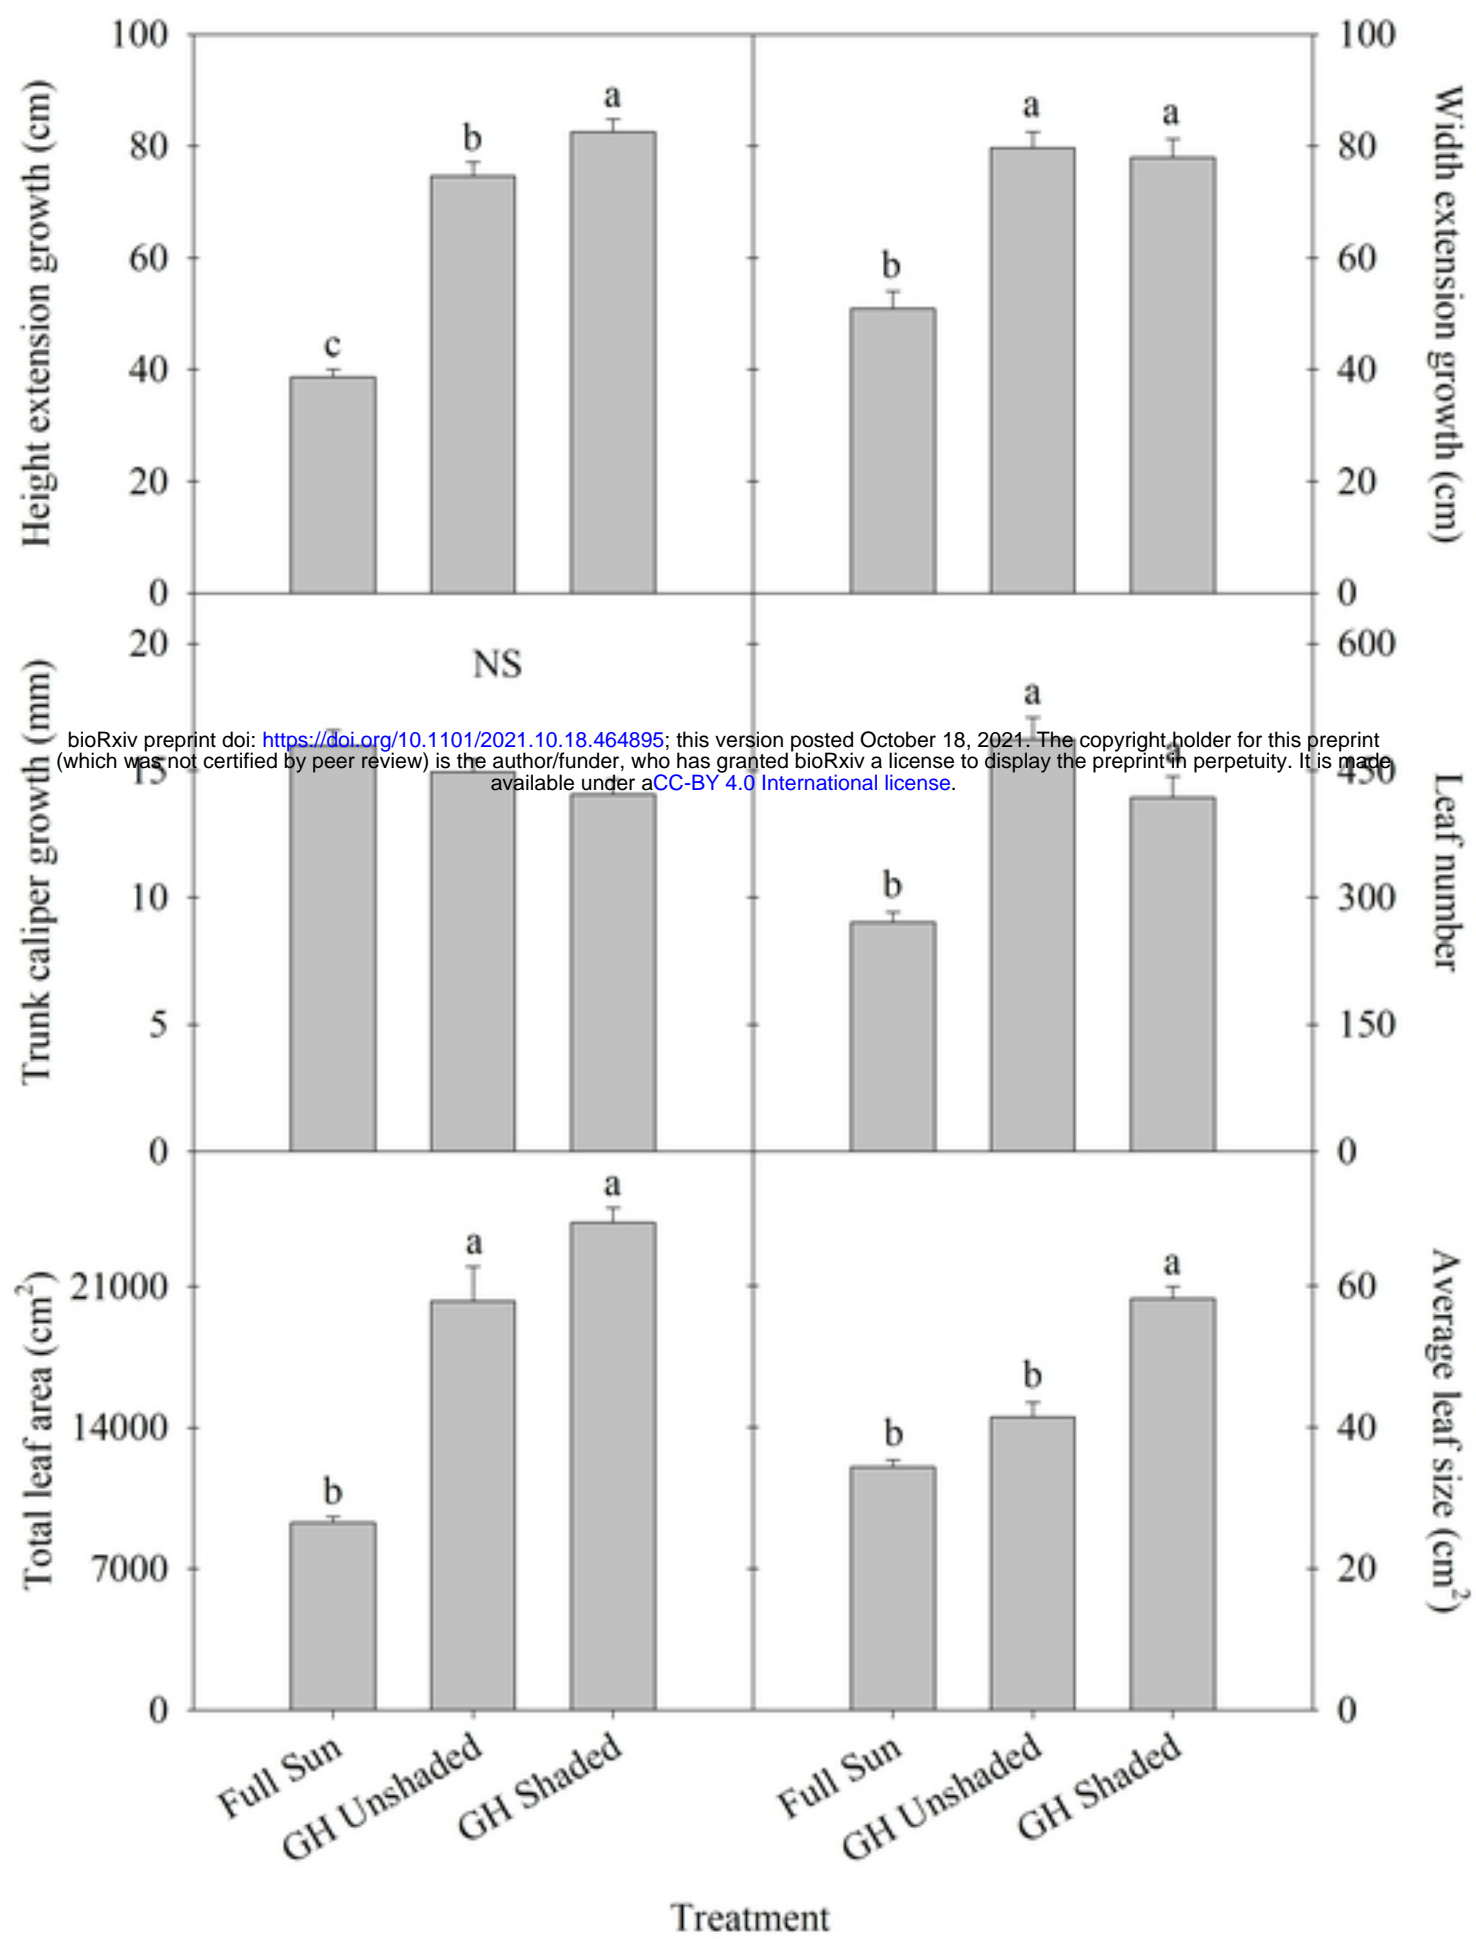 100
80
60
40
20
0
Height extension growth (cm)
c
b
a
b
a
a
100
80
60
40
20
0
Width extension growth (cm)
20
15
10
5
0
Trunk caliper growth (mm)
NS
b
a
a
600
450
300
150
0
Leaf number
bioRxiv preprint doi: https://doi.org/10.1101/2021.10.18.464895; this version posted October 18, 2021. The copyright holder for this preprint
(which was not certified by peer review) is the author/funder, who has granted bioRxiv a license to display the preprint in perpetuity. It is made
available under aCC-BY 4.0 International license.
21000
14000
7000
0
Total leaf area (cm²)
b
a
a
b
b
a
60
40
20
0
Average leaf size (cm²)
Full Sun
GH Unshaded
GH Shaded
Full Sun
GH Unshaded
GH Shaded
Treatment